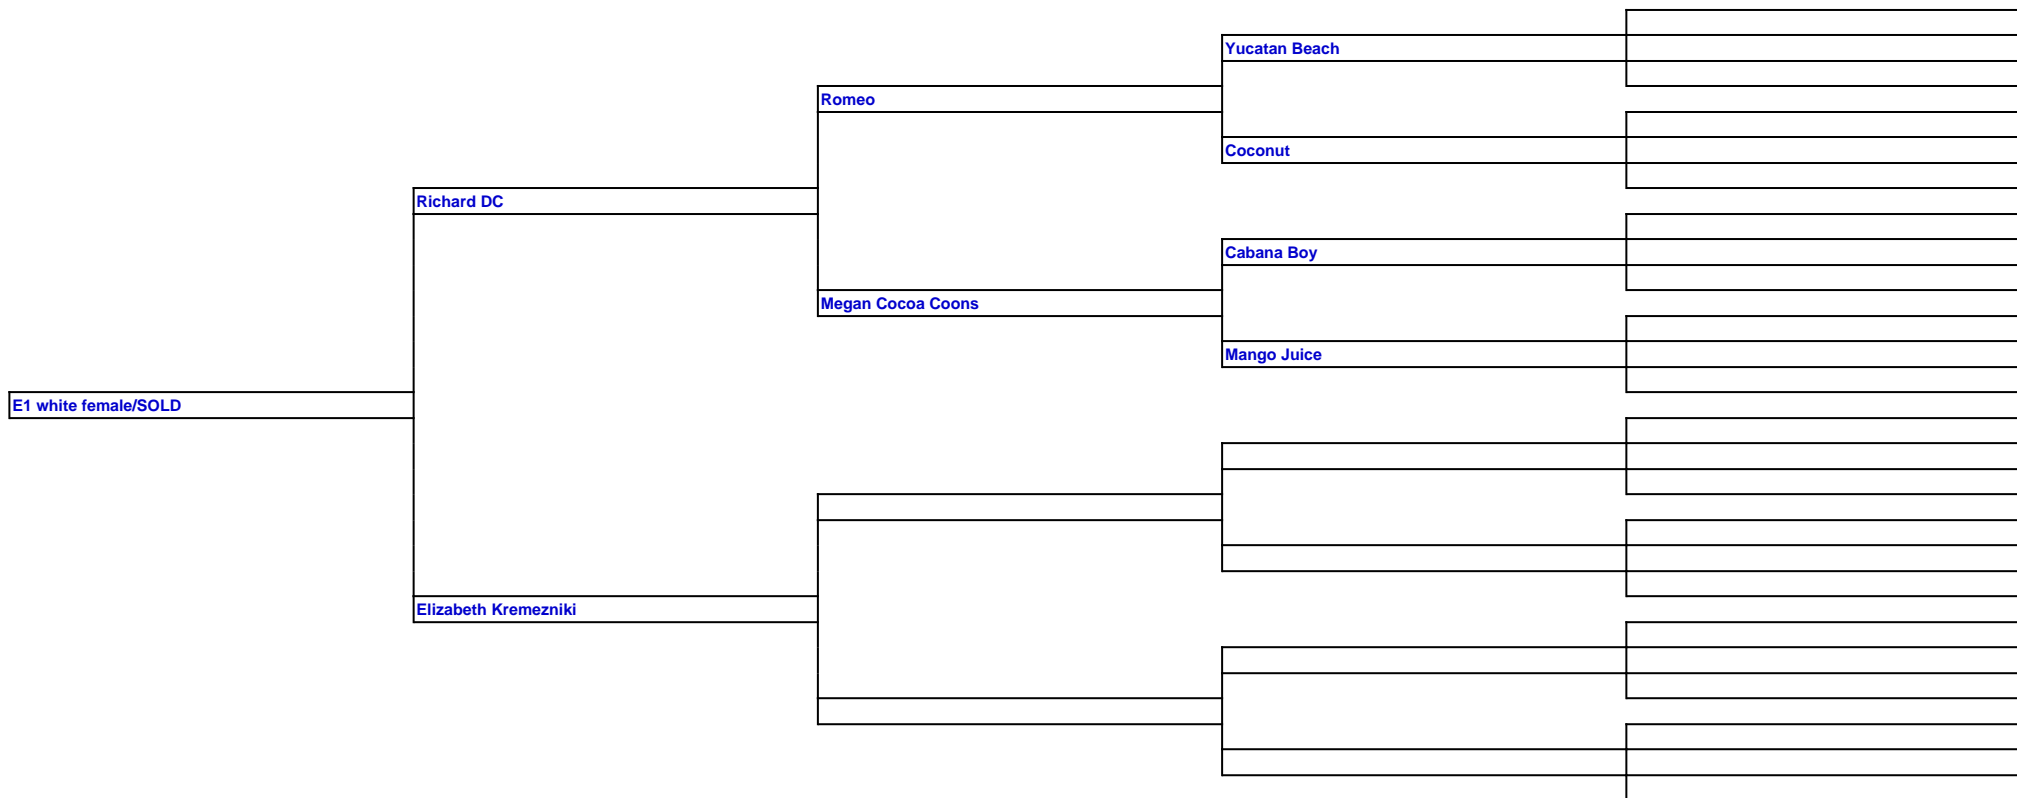 Yucatan Beach
Romeo
Coconut
Richard DC
Cabana Boy
Megan Cocoa Coons
Mango Juice
E1 white female/SOLD
Elizabeth Kremezniki